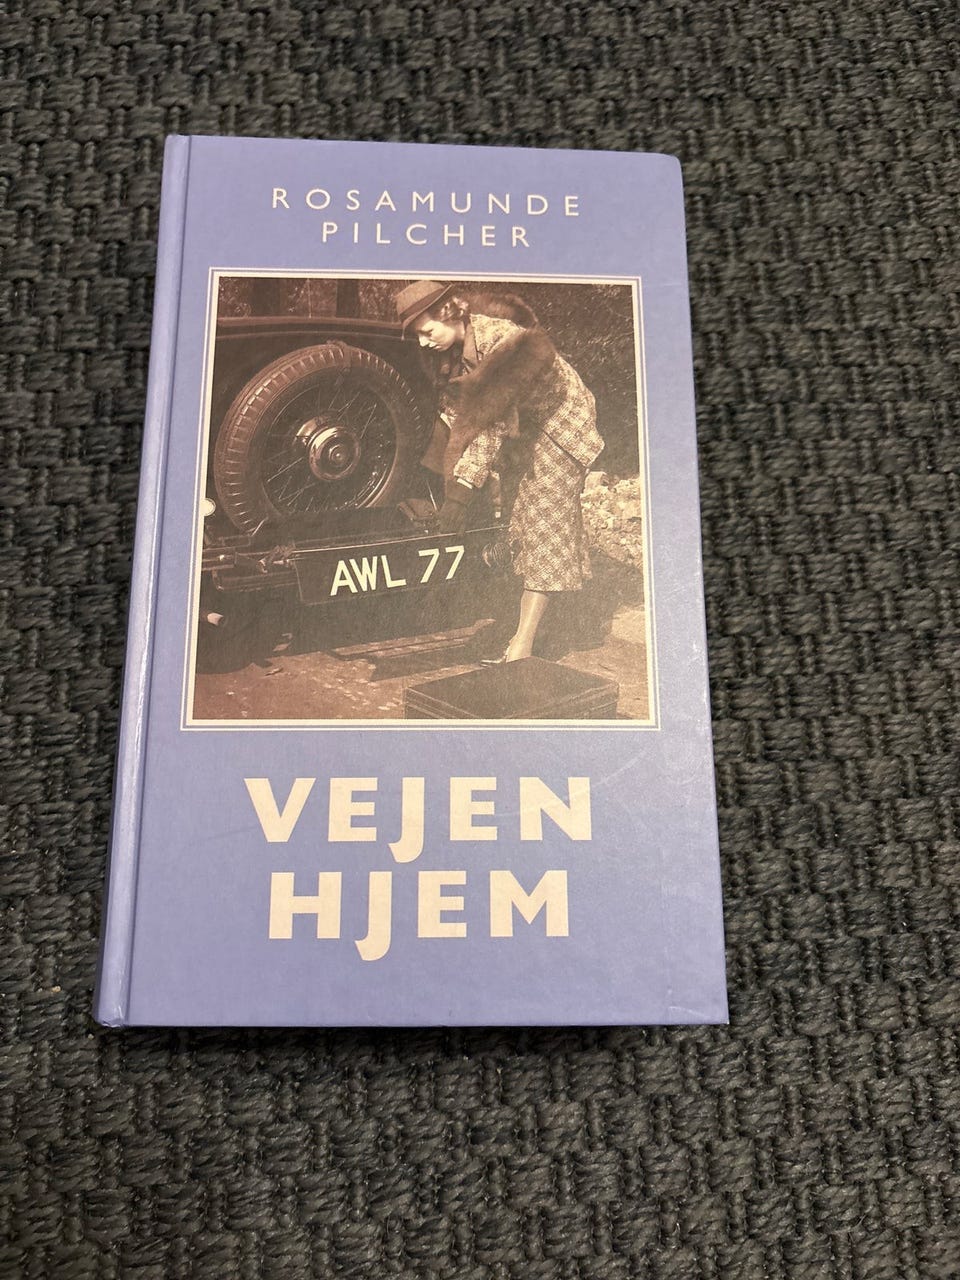 ROSAMUNDE
PILCHER
AWL 77
VEJEN
HJEM